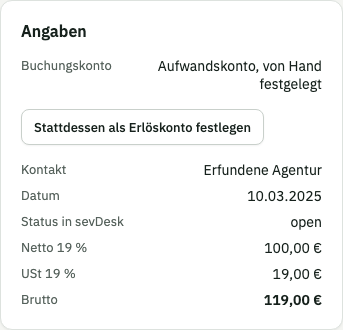 Angaben
Buchungskonto Aufwandskonto, von Hand
festgelegt
Stattdessen als Erlöskonto festlegen
Kontakt Erfundene Agentur
Datum 10.03.2025
Status in sevDesk open
Netto 19 % 100,00 €
USt 19 % 19,00 €
Brutto 119,00 €